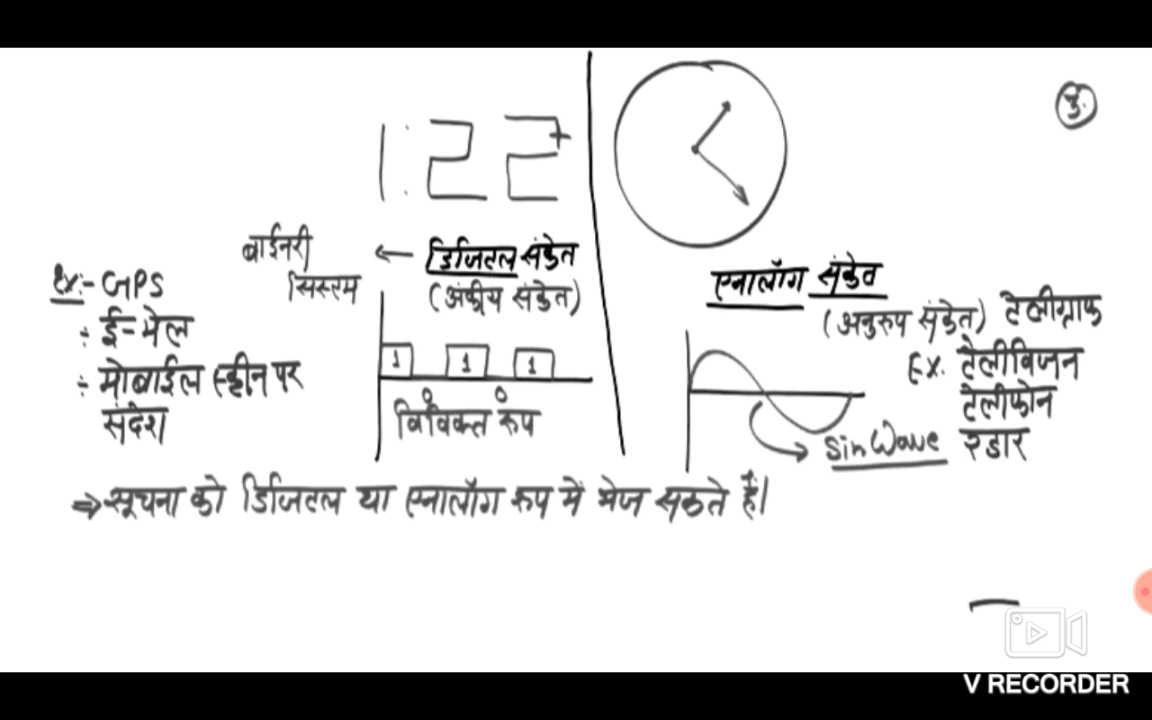 3.
1:22
बाईनरी
सिस्टम
← डिजिटल संकेत
(अंकीय संकेत)
Ex:- GPS
÷ ई-मेल
÷ मोबाईल स्क्रीन पर
संदेश
1 1 1
0 0
विविक्त रूप
एनालॉग संकेत
(अनुरुप संकेत)
टेलीग्राफ
Ex. टेलीविजन
टेलीफोन
रडार
Sin Wave
⇒ सूचना को डिजिटल या एनालॉग रूप में भेज सकते हैं।
V RECORDER